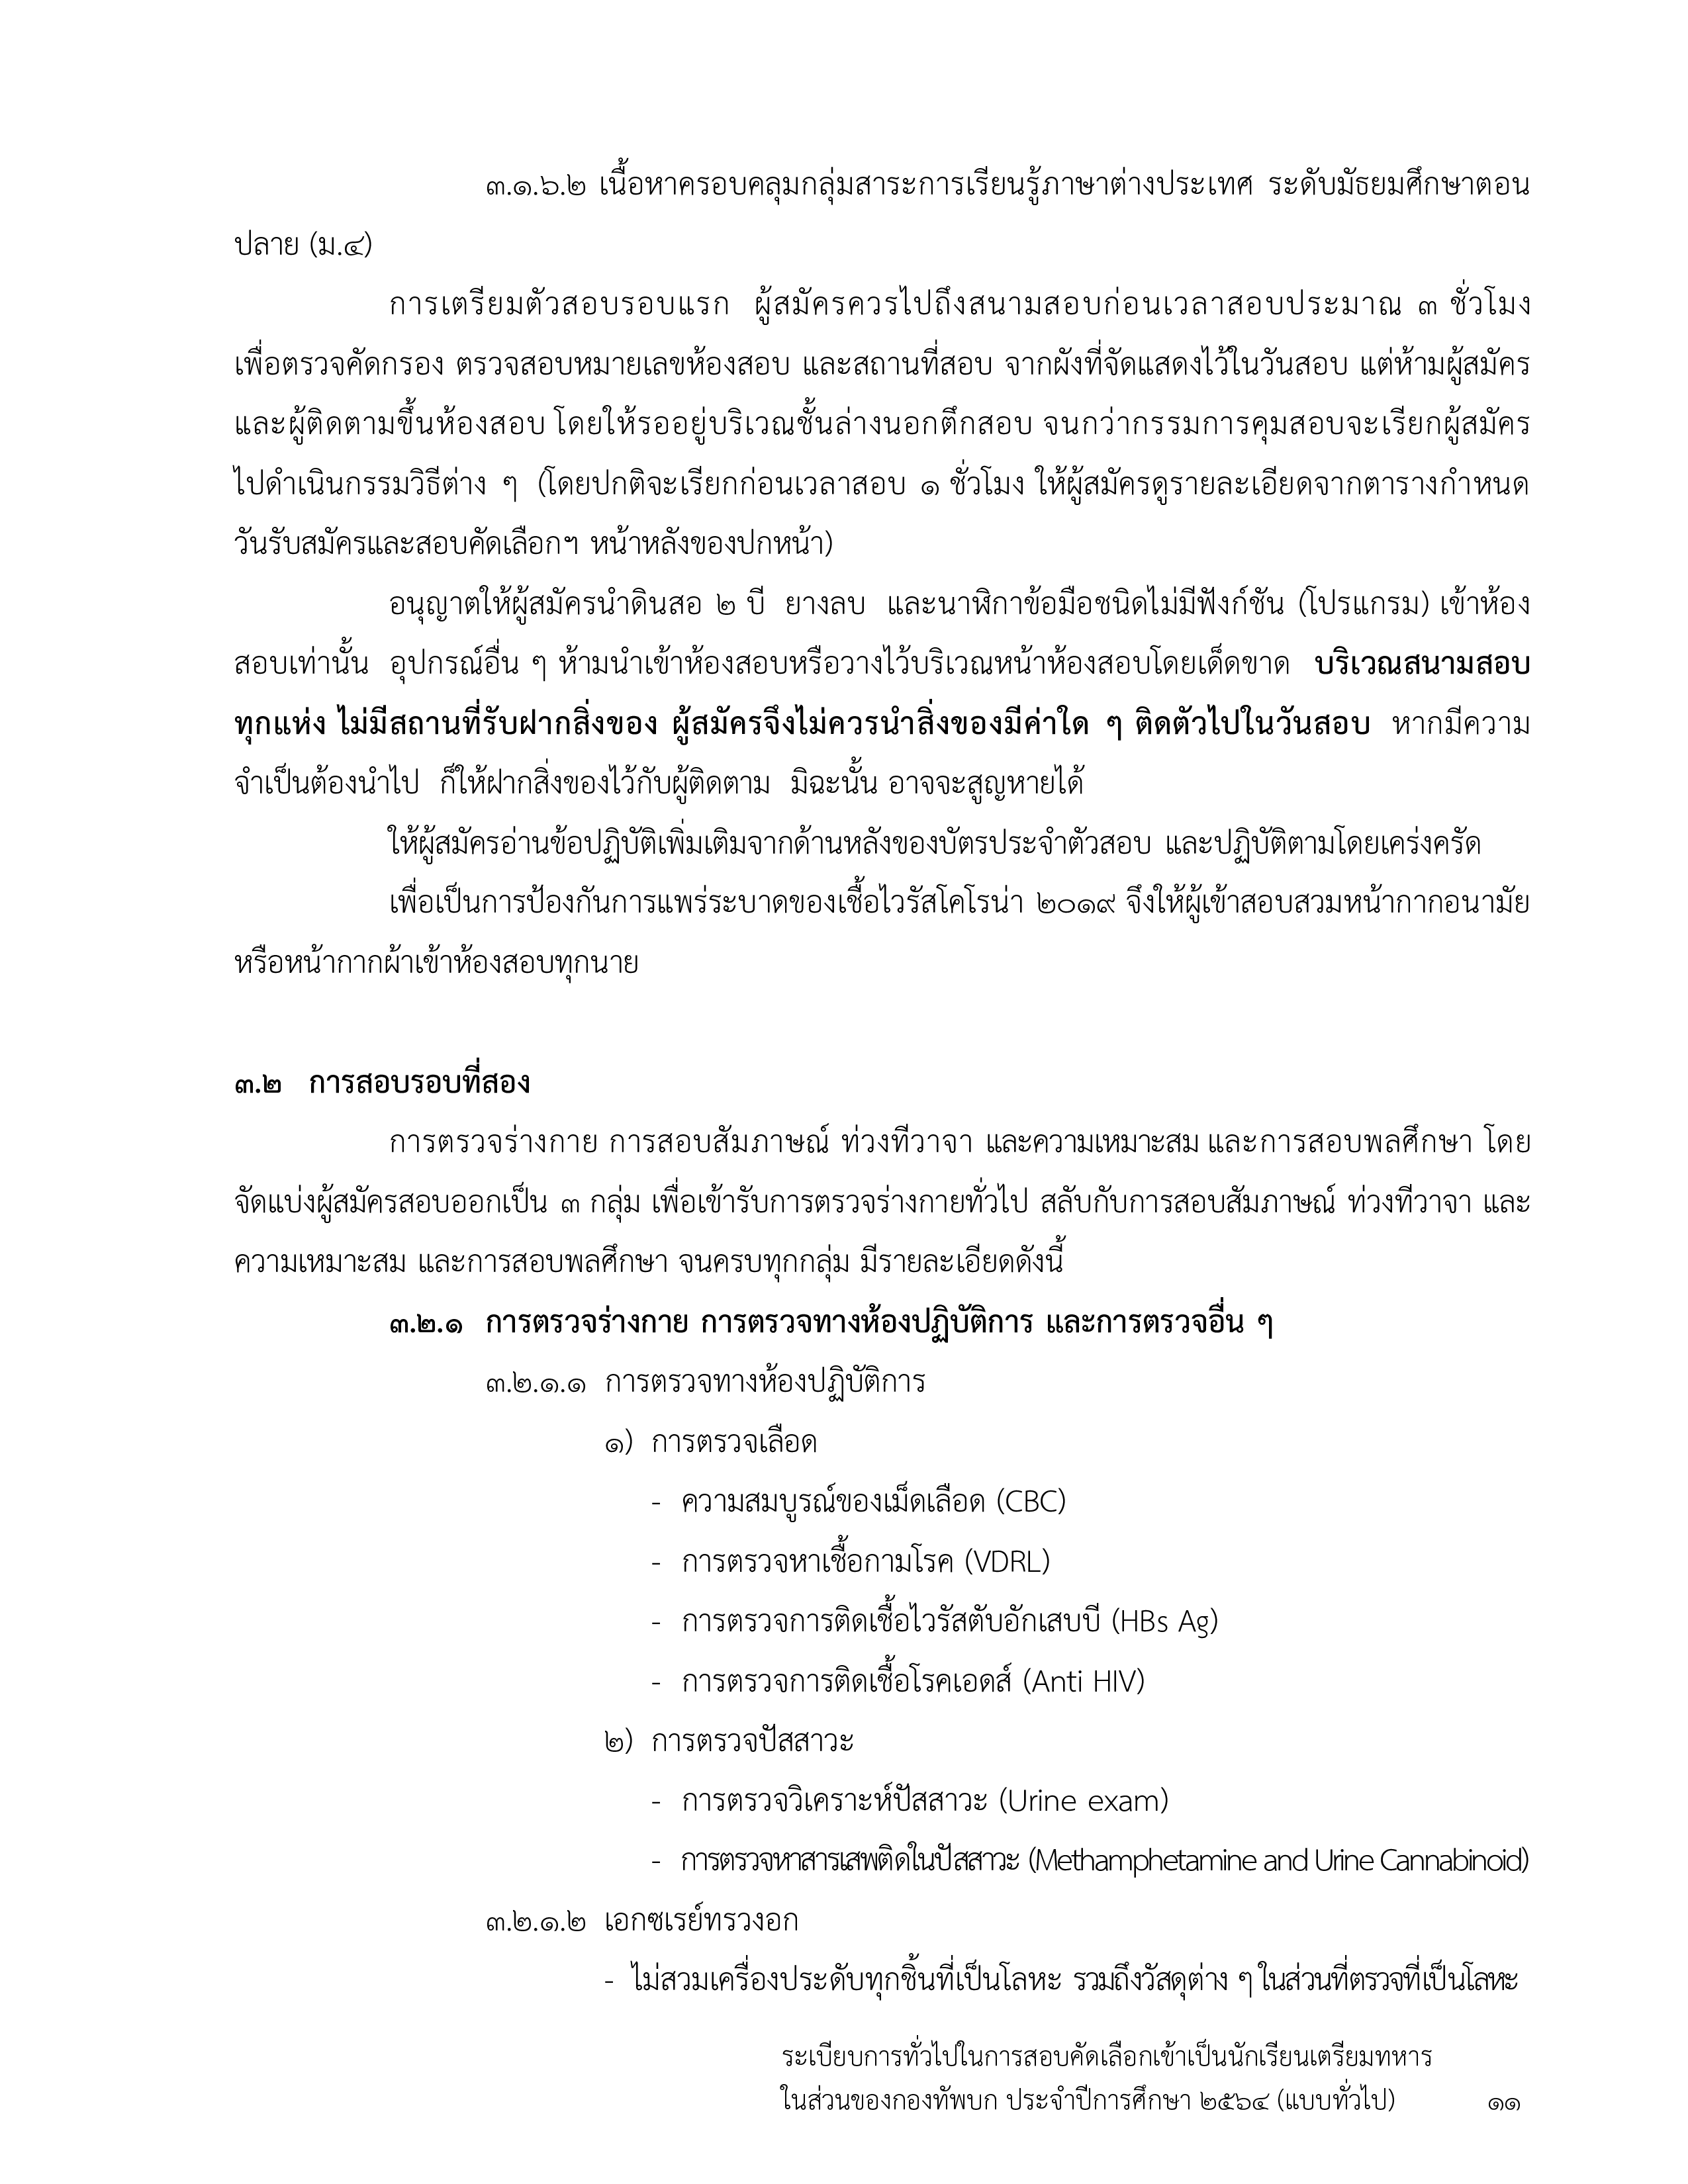 ๓.๑.๖.๒ เนื้อหาครอบคลุมกลุ่มสาระการเรียนรู้ภาษาต่างประเทศ ระดับมัธยมศึกษาตอน
ปลาย (ม.๔)
การเตรียมตัวสอบรอบแรก ผู้สมัครควรไปถึงสนามสอบก่อนเวลาสอบประมาณ ๓ ชั่วโมง
เพื่อตรวจคัดกรอง ตรวจสอบหมายเลขห้องสอบ และสถานที่สอบ จากผังที่จัดแสดงไว้ในวันสอบ แต่ห้ามผู้สมัคร
และผู้ติดตามขึ้นห้องสอบ โดยให้รออยู่บริเวณชั้นล่างนอกตึกสอบ จนกว่ากรรมการคุมสอบจะเรียกผู้สมัคร
ไปดำเนินกรรมวิธีต่าง ๆ (โดยปกติจะเรียกก่อนเวลาสอบ ๑ ชั่วโมง ให้ผู้สมัครดูรายละเอียดจากตารางกำหนด
วันรับสมัครและสอบคัดเลือกฯ หน้าหลังของปกหน้า)
อนุญาตให้ผู้สมัครนำดินสอ ๒ บี ยางลบ และนาฬิกาข้อมือชนิดไม่มีฟังก์ชัน (โปรแกรม) เข้าห้อง
สอบเท่านั้น อุปกรณ์อื่น ๆ ห้ามนำเข้าห้องสอบหรือวางไว้บริเวณหน้าห้องสอบโดยเด็ดขาด บริเวณสนามสอบ
ทุกแห่ง ไม่มีสถานที่รับฝากสิ่งของ ผู้สมัครจึงไม่ควรนำสิ่งของมีค่าใด ๆ ติดตัวไปในวันสอบ หากมีความ
จำเป็นต้องนำไป ก็ให้ฝากสิ่งของไว้กับผู้ติดตาม มิฉะนั้น อาจจะสูญหายได้
ให้ผู้สมัครอ่านข้อปฏิบัติเพิ่มเติมจากด้านหลังของบัตรประจำตัวสอบ และปฏิบัติตามโดยเคร่งครัด
เพื่อเป็นการป้องกันการแพร่ระบาดของเชื้อไวรัสโคโรน่า ๒๐๑๙ จึงให้ผู้เข้าสอบสวมหน้ากากอนามัย
หรือหน้ากากผ้าเข้าห้องสอบทุกนาย
๓.๒ การสอบรอบที่สอง
การตรวจร่างกาย การสอบสัมภาษณ์ ท่วงทีวาจา และความเหมาะสม และการสอบพลศึกษา โดย
จัดแบ่งผู้สมัครสอบออกเป็น ๓ กลุ่ม เพื่อเข้ารับการตรวจร่างกายทั่วไป สลับกับการสอบสัมภาษณ์ ท่วงทีวาจา และ
ความเหมาะสม และการสอบพลศึกษา จนครบทุกกลุ่ม มีรายละเอียดดังนี้
๓.๒.๑ การตรวจร่างกาย การตรวจทางห้องปฏิบัติการ และการตรวจอื่น ๆ
๓.๒.๑.๑ การตรวจทางห้องปฏิบัติการ
๑) การตรวจเลือด
- ความสมบูรณ์ของเม็ดเลือด (CBC)
- การตรวจหาเชื้อกามโรค (VDRL)
- การตรวจการติดเชื้อไวรัสตับอักเสบบี (HBs Ag)
- การตรวจการติดเชื้อโรคเอดส์ (Anti HIV)
๒) การตรวจปัสสาวะ
- การตรวจวิเคราะห์ปัสสาวะ (Urine exam)
- การตรวจหาสารเสพติดในปัสสาวะ (Methamphetamine and Urine Cannabinoid)
๓.๒.๑.๒ เอกซเรย์ทรวงอก
- ไม่สวมเครื่องประดับทุกชิ้นที่เป็นโลหะ รวมถึงวัสดุต่าง ๆ ในส่วนที่ตรวจที่เป็นโลหะ
ระเบียบการทั่วไปในการสอบคัดเลือกเข้าเป็นนักเรียนเตรียมทหาร
ในส่วนของกองทัพบก ประจำปีการศึกษา ๒๕๖๔ (แบบทั่วไป) ๑๑